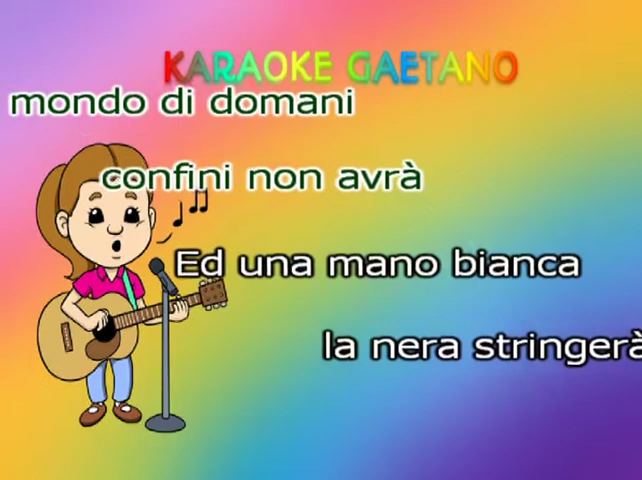 KARAOKE GAETANO
mondo di domani
confini non avrà
Ed una mano bianca
la nera stringerà